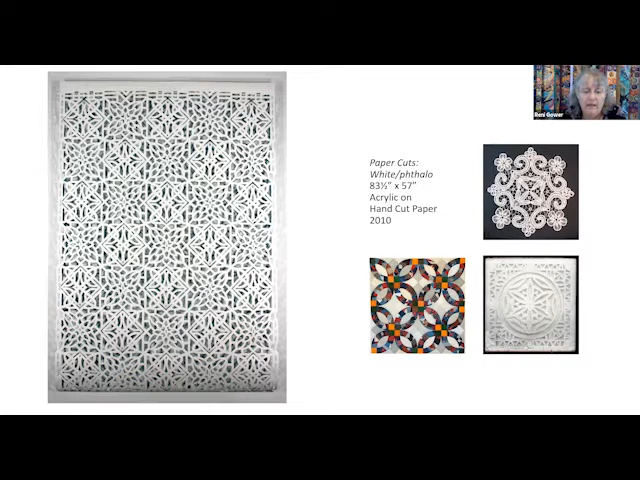 Reni Gower
Paper Cuts:
White/phthalo
83½" x 57"
Acrylic on
Hand Cut Paper
2010